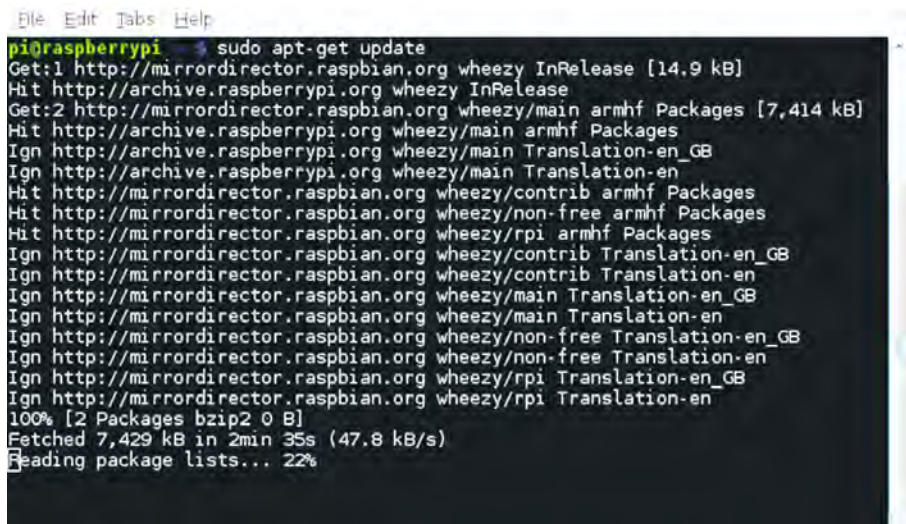 File Edit Tabs Help
pi@raspberrypi ~ $ sudo apt-get update
Get:1 http://mirrordirector.raspbian.org wheezy InRelease [14.9 kB]
Hit http://archive.raspberrypi.org wheezy InRelease
Get:2 http://mirrordirector.raspbian.org wheezy/main armhf Packages [7,414 kB]
Hit http://archive.raspberrypi.org wheezy/main armhf Packages
Ign http://archive.raspberrypi.org wheezy/main Translation-en_GB
Ign http://archive.raspberrypi.org wheezy/main Translation-en
Hit http://mirrordirector.raspbian.org wheezy/contrib armhf Packages
Hit http://mirrordirector.raspbian.org wheezy/non-free armhf Packages
Hit http://mirrordirector.raspbian.org wheezy/rpi armhf Packages
Ign http://mirrordirector.raspbian.org wheezy/contrib Translation-en_GB
Ign http://mirrordirector.raspbian.org wheezy/contrib Translation-en
Ign http://mirrordirector.raspbian.org wheezy/main Translation-en_GB
Ign http://mirrordirector.raspbian.org wheezy/main Translation-en
Ign http://mirrordirector.raspbian.org wheezy/non-free Translation-en_GB
Ign http://mirrordirector.raspbian.org wheezy/non-free Translation-en
Ign http://mirrordirector.raspbian.org wheezy/rpi Translation-en_GB
Ign http://mirrordirector.raspbian.org wheezy/rpi Translation-en
100% [2 Packages bzip2 0 B]
Fetched 7,429 kB in 2min 35s (47.8 kB/s)
Reading package lists... 22%